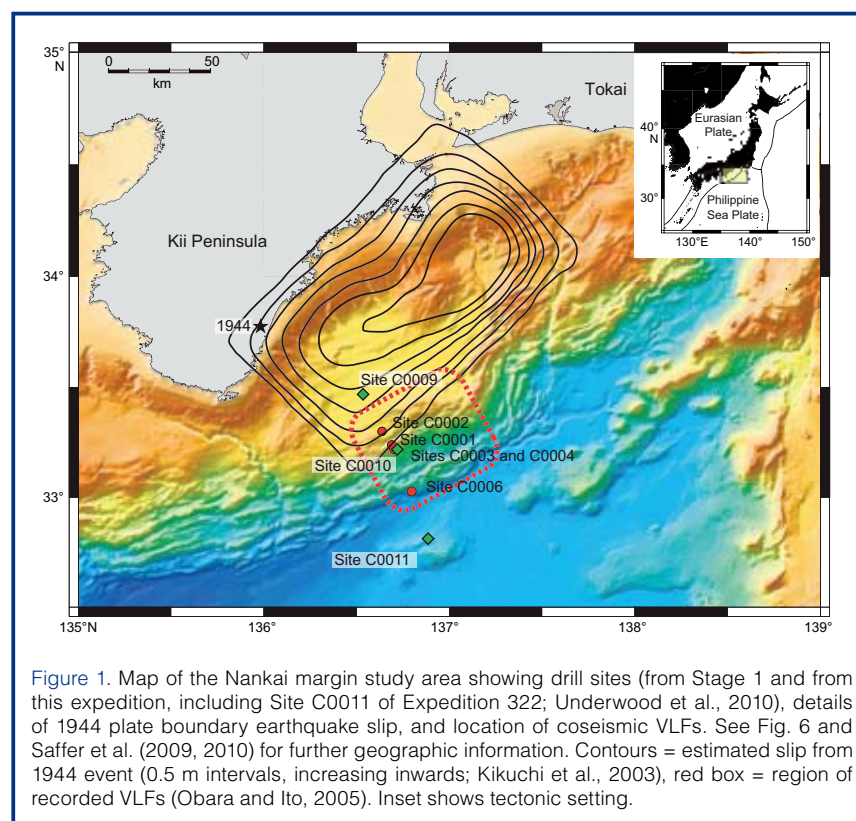 35°
N
0 50
km
Tokai
Eurasian
Plate
40°
N
30°
Philippine
Sea Plate
130°E 140° 150°
Kii Peninsula
34°
1944
Site C0009
Site C0002
Site C0001
Site C0010
Sites C0003 and C0004
33°
Site C0006
Site C0011
135°N 136° 137° 138° 139°
Figure 1. Map of the Nankai margin study area showing drill sites (from Stage 1 and from
this expedition, including Site C0011 of Expedition 322; Underwood et al., 2010), details
of 1944 plate boundary earthquake slip, and location of coseismic VLFs. See Fig. 6 and
Saffer et al. (2009, 2010) for further geographic information. Contours = estimated slip from
1944 event (0.5 m intervals, increasing inwards; Kikuchi et al., 2003), red box = region of
recorded VLFs (Obara and Ito, 2005). Inset shows tectonic setting.